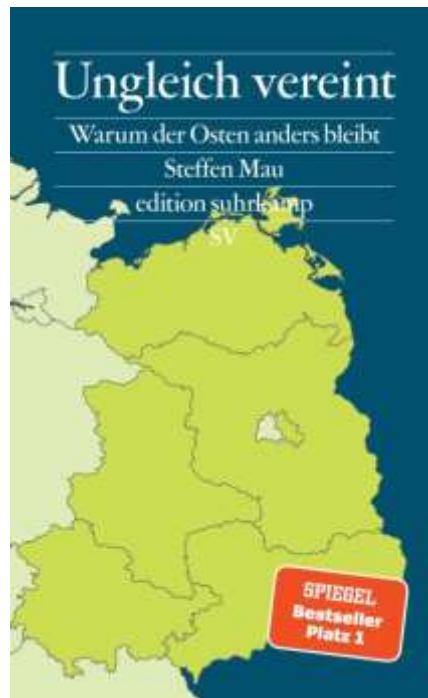 Ungleich vereint
Warum der Osten anders bleibt
Steffen Mau
edition suhrkamp
SV
SPIEGEL
Bestseller
Platz 1